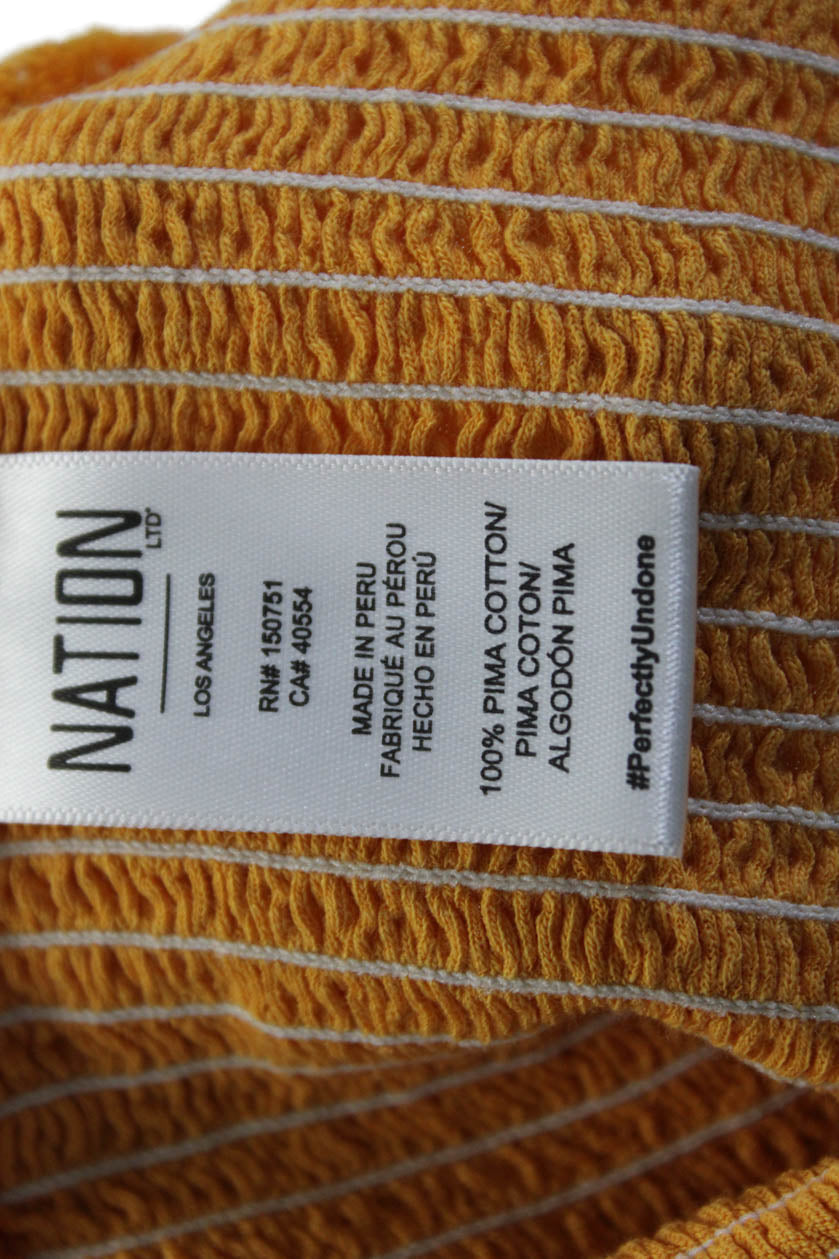 NATION
LTD®
LOS ANGELES
RN# 150751
CA# 40554
MADE IN PERU
FABRIQUÉ AU PÉROU
HECHO EN PERÚ
100% PIMA COTTON/
PIMA COTON/
ALGODÓN PIMA
#PerfectlyUndone